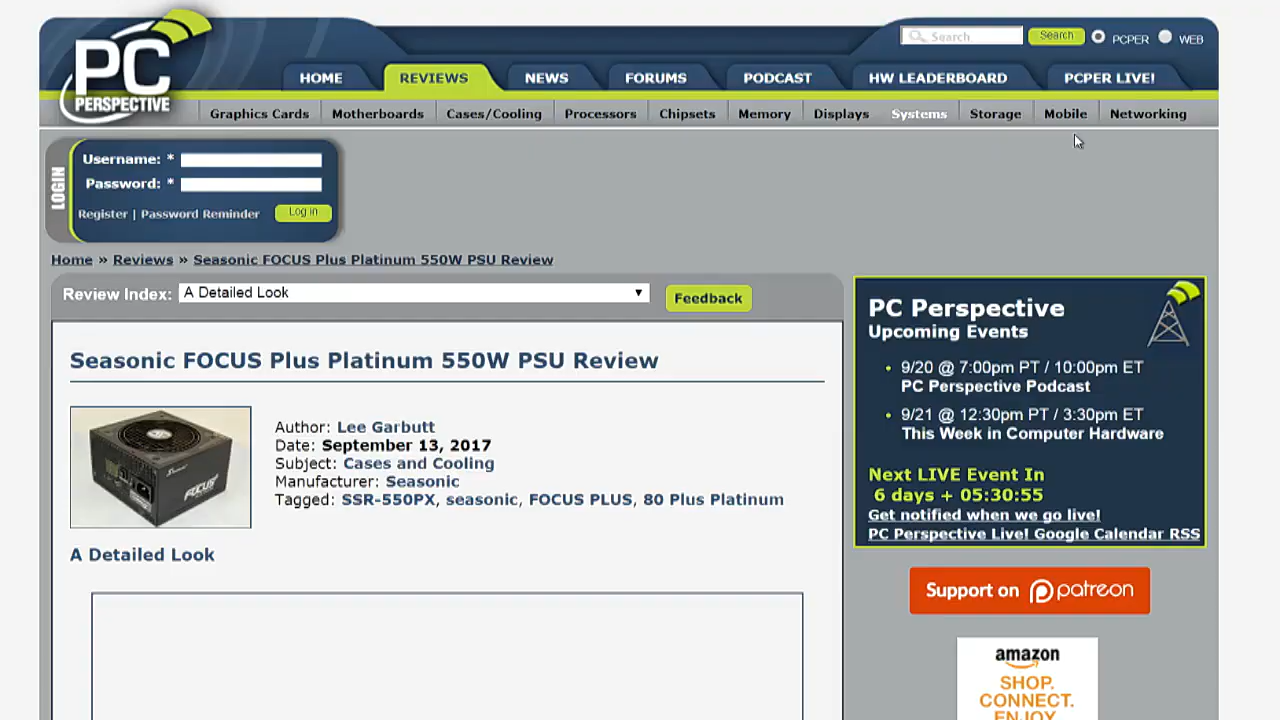 PC
PERSPECTIVE
Search
Search
PCPER
WEB
HOME
REVIEWS
NEWS
FORUMS
PODCAST
HW LEADERBOARD
PCPER LIVE!
Graphics Cards
Motherboards
Cases/Cooling
Processors
Chipsets
Memory
Displays
Systems
Storage
Mobile
Networking
LOGIN
Username: *
Password: *
Register | Password Reminder
Log in
Home » Reviews » Seasonic FOCUS Plus Platinum 550W PSU Review
Review Index:
A Detailed Look
Feedback
Seasonic FOCUS Plus Platinum 550W PSU Review
Author: Lee Garbutt
Date: September 13, 2017
Subject: Cases and Cooling
Manufacturer: Seasonic
Tagged: SSR-550PX, seasonic, FOCUS PLUS, 80 Plus Platinum
A Detailed Look
PC Perspective
Upcoming Events
• 9/20 @ 7:00pm PT / 10:00pm ET
PC Perspective Podcast
• 9/21 @ 12:30pm PT / 3:30pm ET
This Week in Computer Hardware
Next LIVE Event In
6 days + 05:30:55
Get notified when we go live!
PC Perspective Live! Google Calendar RSS
Support on patreon
amazon
SHOP.
CONNECT.
ENJOY.